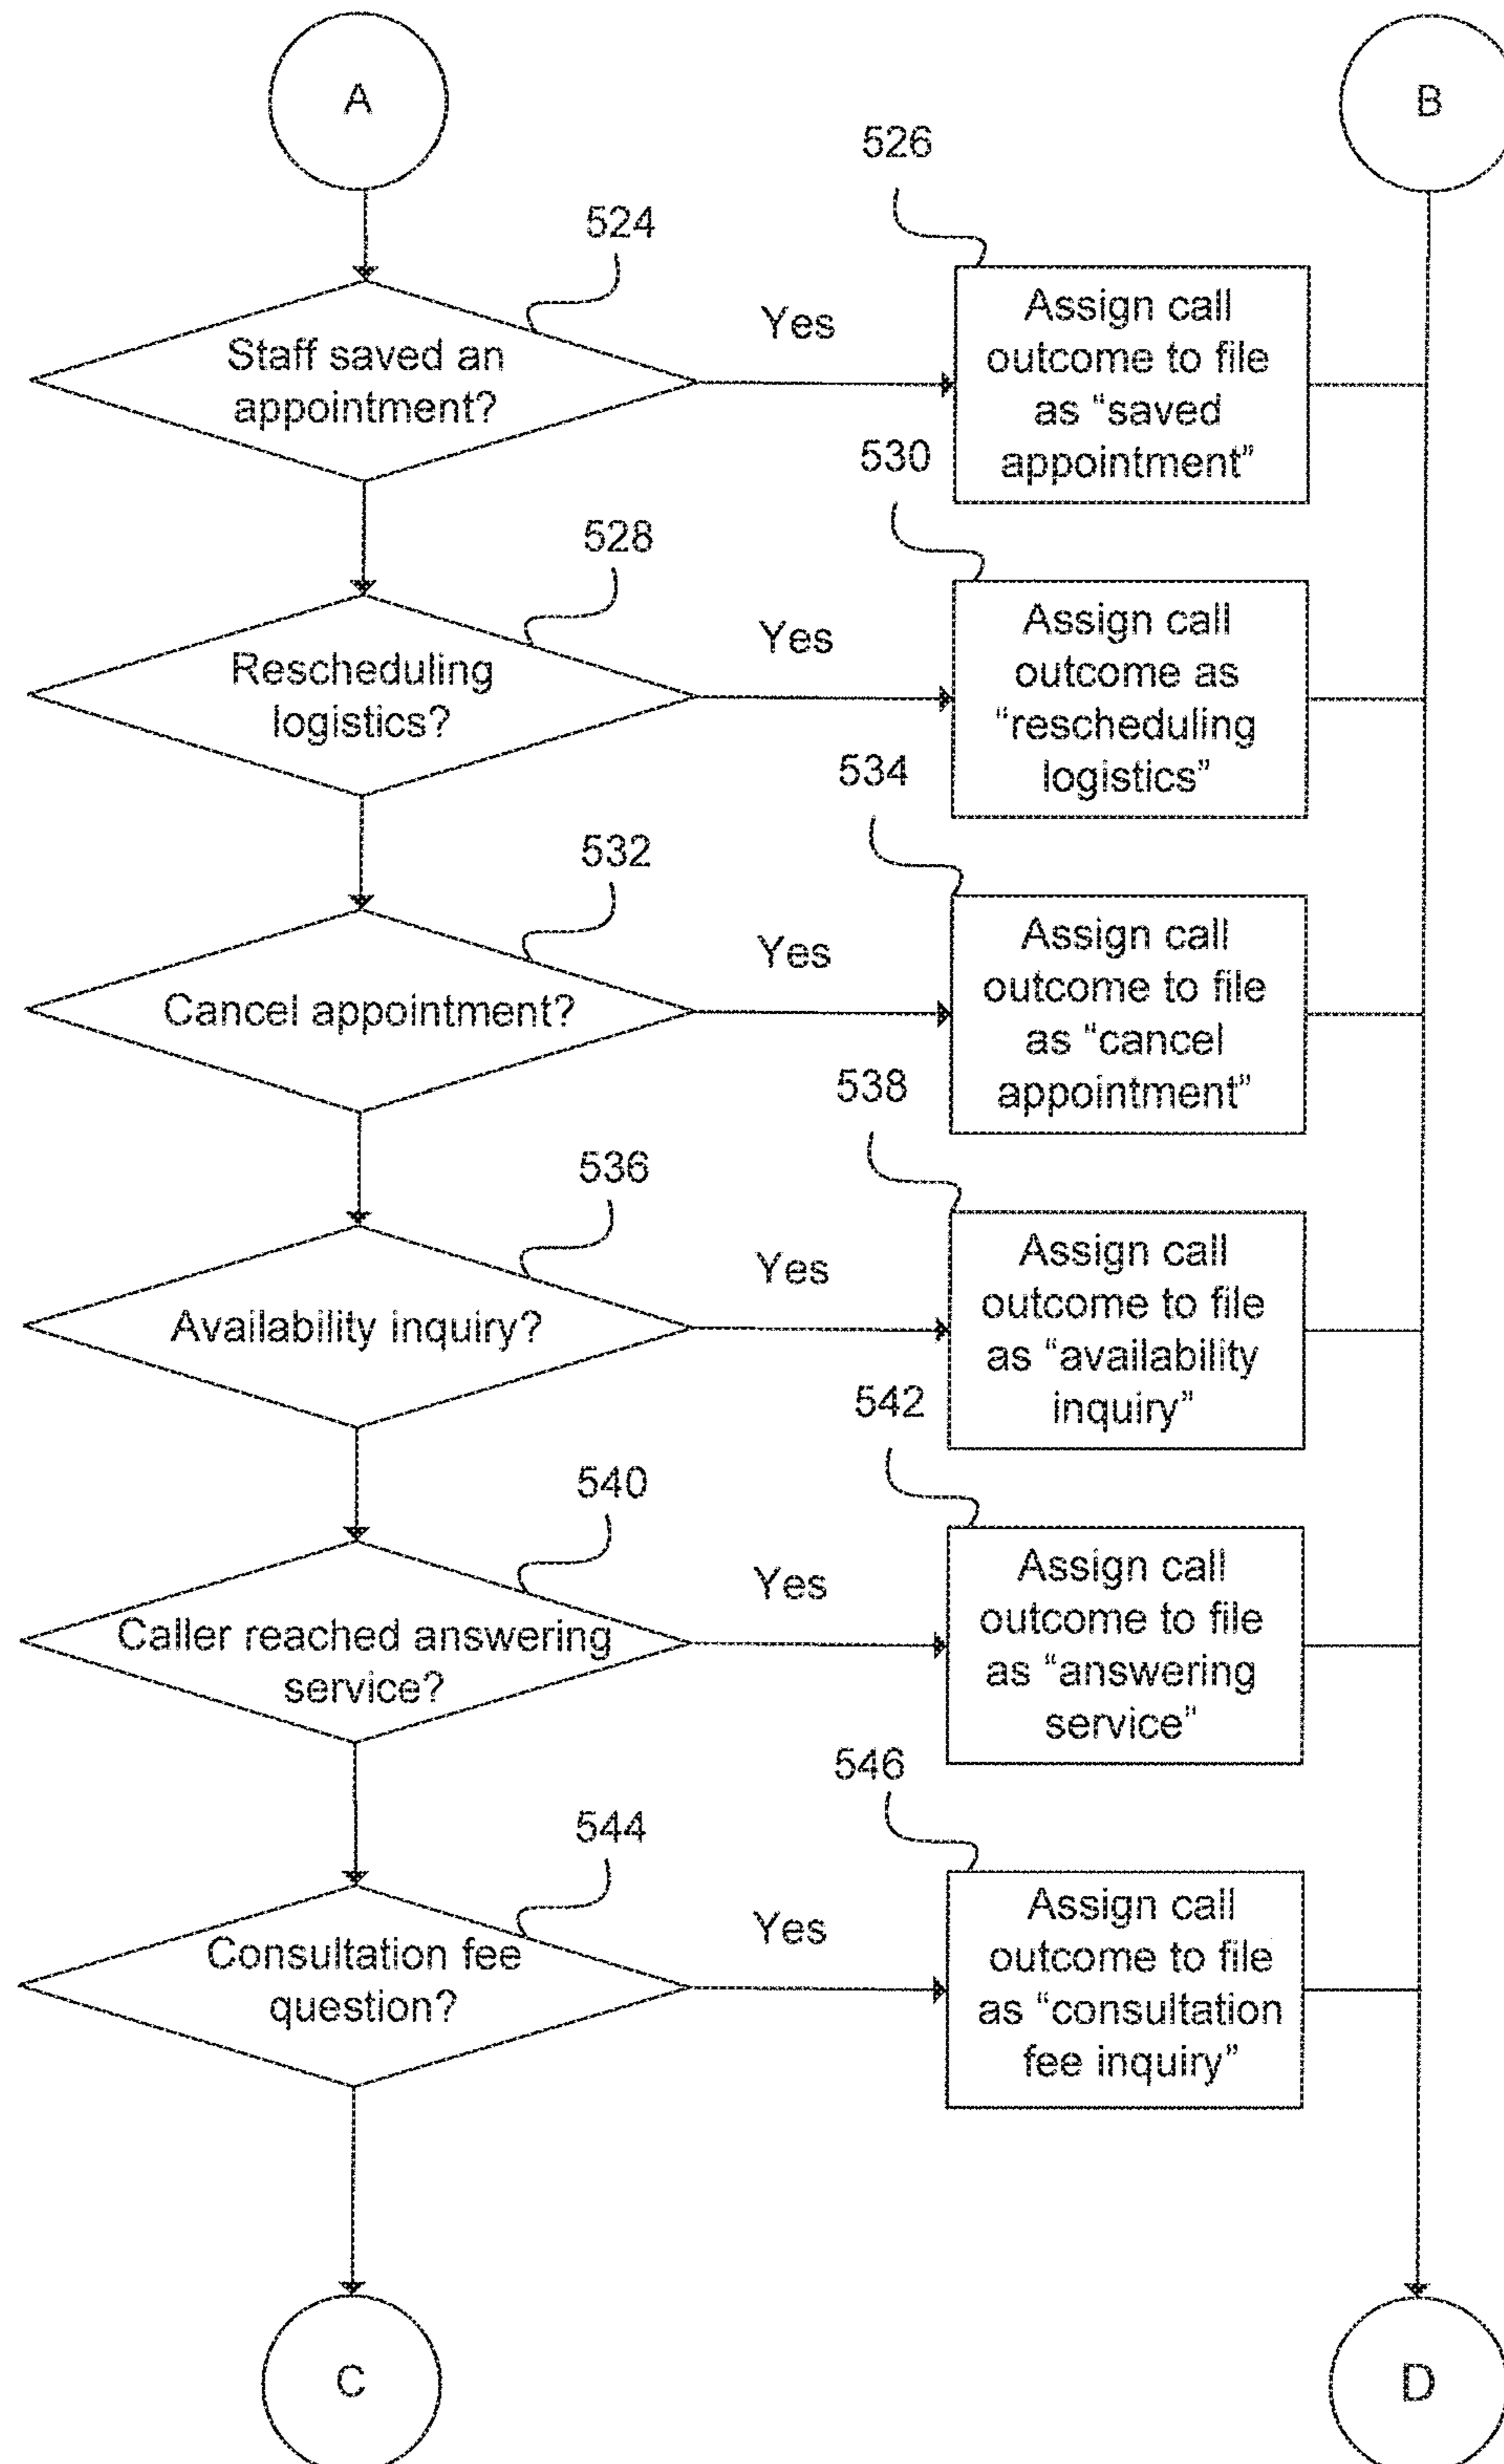 A
B
526
524
Yes
Staff saved an
appointment?
Assign call
outcome to file
as “saved
appointment”
530
528
Yes
Rescheduling
logistics?
Assign call
outcome as
“rescheduling
logistics”
534
532
Yes
Cancel appointment?
Assign call
outcome to file
as “cancel
appointment”
538
536
Yes
Availability inquiry?
Assign call
outcome to file
as “availability
inquiry”
542
540
Yes
Caller reached answering
service?
Assign call
outcome to file
as “answering
service”
546
544
Yes
Consultation fee
question?
Assign call
outcome to file
as “consultation
fee inquiry”
C
D